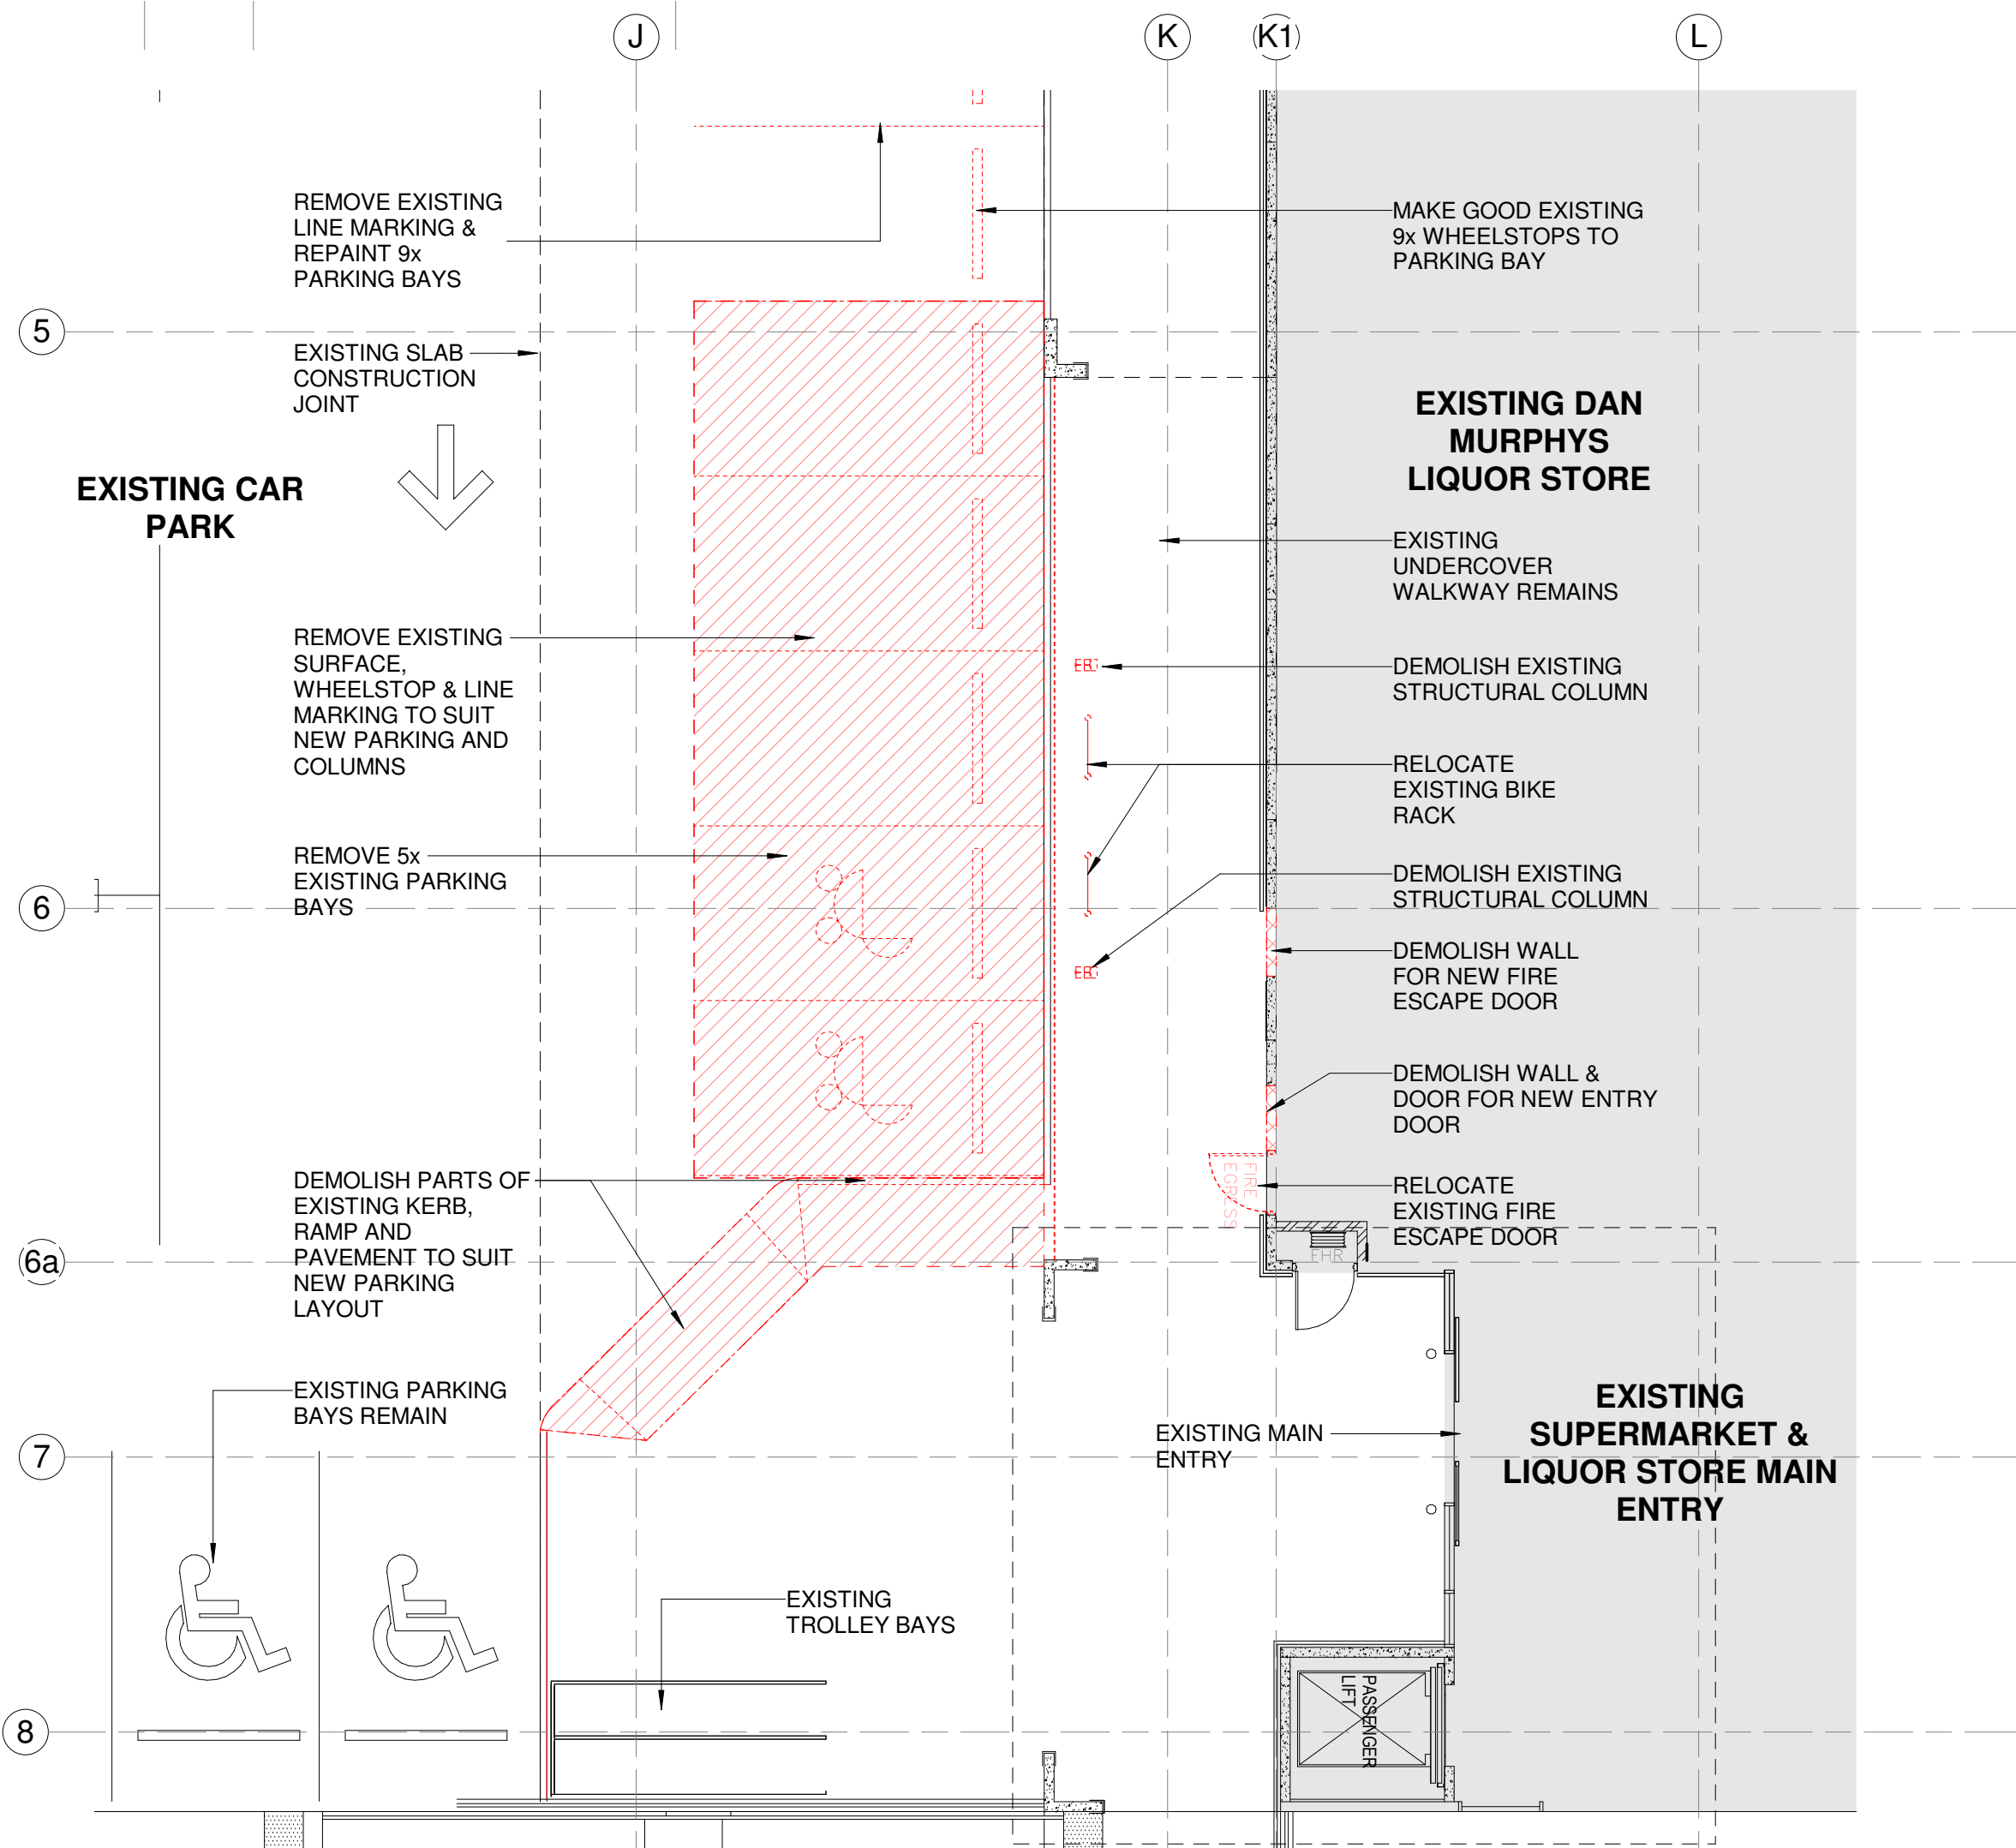 J
K
K1
L
REMOVE EXISTING
LINE MARKING &
REPAINT 9x
PARKING BAYS
MAKE GOOD EXISTING
9x WHEELSTOPS TO
PARKING BAY
5
EXISTING SLAB
CONSTRUCTION
JOINT
EXISTING DAN
MURPHYS
LIQUOR STORE
EXISTING CAR
PARK
EXISTING
UNDERCOVER
WALKWAY REMAINS
REMOVE EXISTING
SURFACE,
WHEELSTOP & LINE
MARKING TO SUIT
NEW PARKING AND
COLUMNS
DEMOLISH EXISTING
STRUCTURAL COLUMN
RELOCATE
EXISTING BIKE
RACK
REMOVE 5x
EXISTING PARKING
BAYS
DEMOLISH EXISTING
STRUCTURAL COLUMN
6
DEMOLISH WALL
FOR NEW FIRE
ESCAPE DOOR
DEMOLISH WALL &
DOOR FOR NEW ENTRY
DOOR
DEMOLISH PARTS OF
EXISTING KERB,
RAMP AND
PAVEMENT TO SUIT
NEW PARKING
LAYOUT
FIRE
EGRESS
RELOCATE
EXISTING FIRE
ESCAPE DOOR
FHR
6a
EXISTING PARKING
BAYS REMAIN
EXISTING MAIN
ENTRY
EXISTING
SUPERMARKET &
LIQUOR STORE MAIN
ENTRY
7
EXISTING
TROLLEY BAYS
PASSENGER
LIFT
8